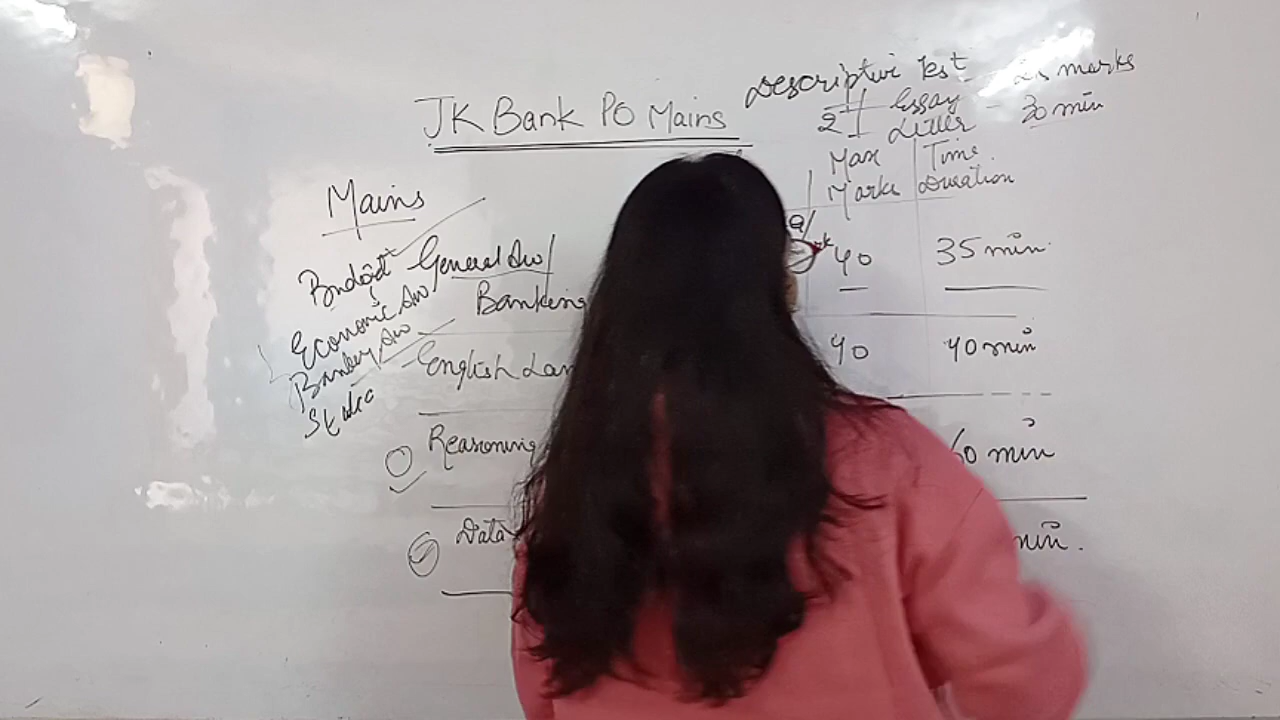 JK Bank PO Mains
Descriptive Test - marks
2 Essay
Letter - 30 min
Mains
Max Marks
Time Duration
Budget
Economic Aw
Banking Aw
Static
General Aw/
Banking
40
35 min
English Lan
40
40 min
Reasoning
60 min
Data
min.